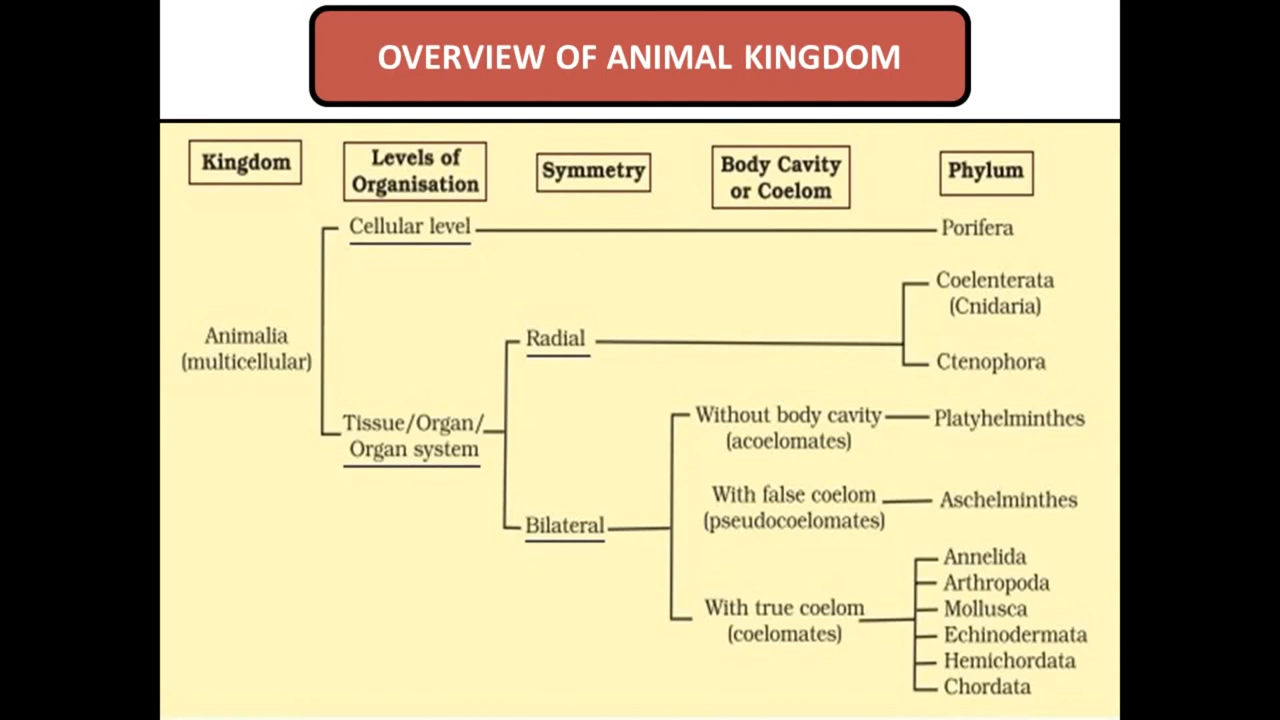 OVERVIEW OF ANIMAL KINGDOM
Kingdom
Levels of
Organisation
Symmetry
Body Cavity
or Coelom
Phylum
Cellular level
Porifera
Animalia
(multicellular)
Radial
Coelenterata
(Cnidaria)
Ctenophora
Tissue/Organ/
Organ system
Bilateral
Without body cavity
(acoelomates)
Platyhelminthes
With false coelom
(pseudocoelomates)
Aschelminthes
With true coelom
(coelomates)
Annelida
Arthropoda
Mollusca
Echinodermata
Hemichordata
Chordata